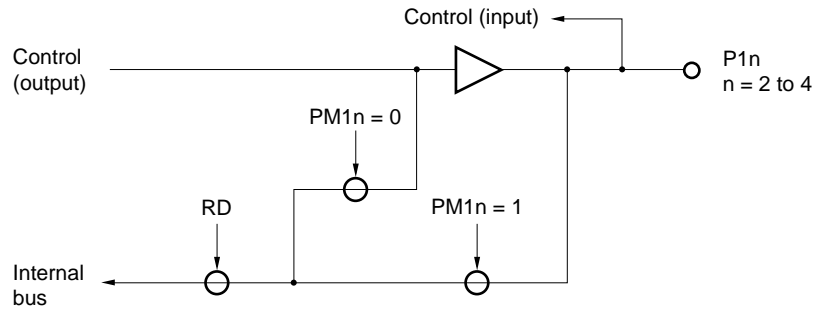 Control (input)
Control
(output)
P1n
n = 2 to 4
PM1n = 0
RD
PM1n = 1
Internal
bus